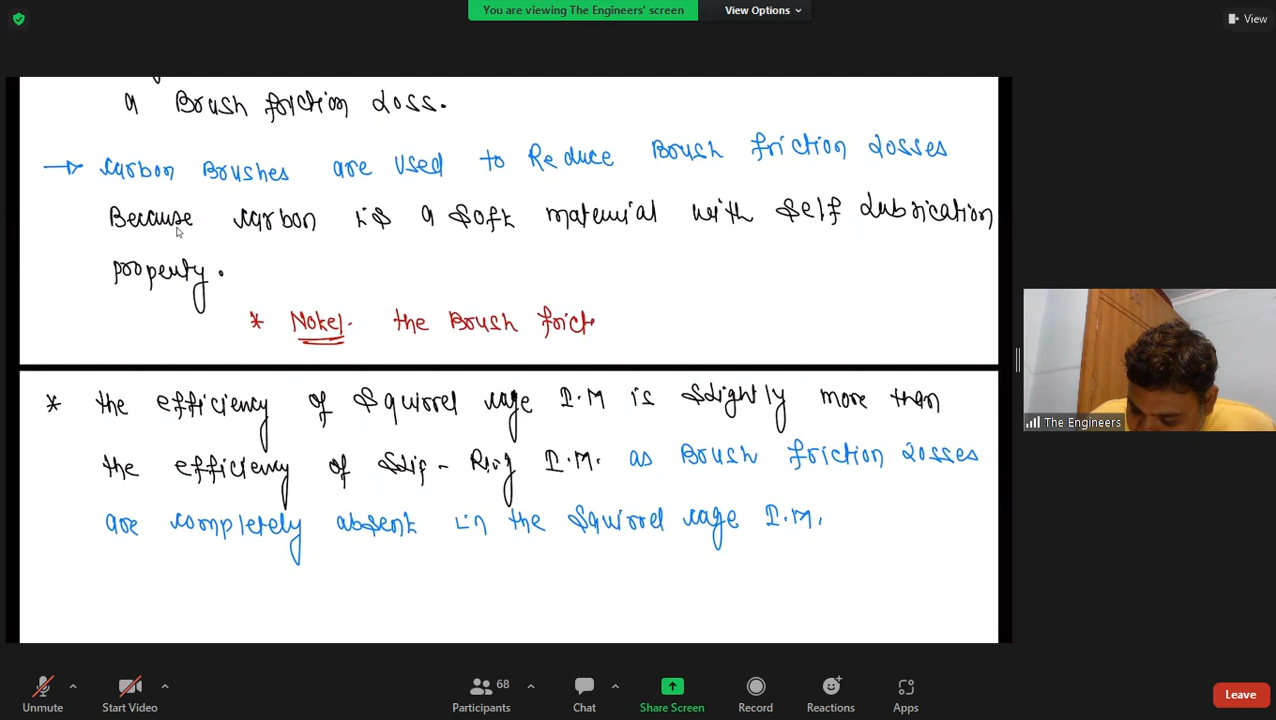 You are viewing The Engineers' screen
View Options
View
a Brush friction Loss.
→ Carbon Brushes are used to Reduce Brush friction Losses
Because carbon is a soft material with self Lubrication
property.
* Note:- the Brush frict
* the efficiency of Squirrel cage I.M is slightly more than
the efficiency of Slip-Ring I.M. as Brush friction Losses
are completely absent in the Squirrel cage I.M.
The Engineers
Unmute
Start Video
68
Participants
Chat
Share Screen
Record
Reactions
Apps
Leave